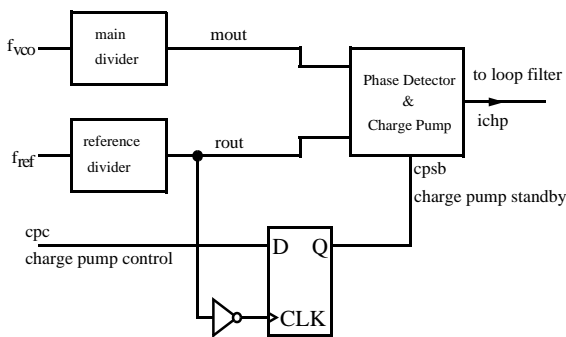 f_vco
main
divider
mout
Phase Detector
&
Charge Pump
to loop filter
ichp
f_ref
reference
divider
rout
cpsb
charge pump standby
cpc
charge pump control
D Q
CLK